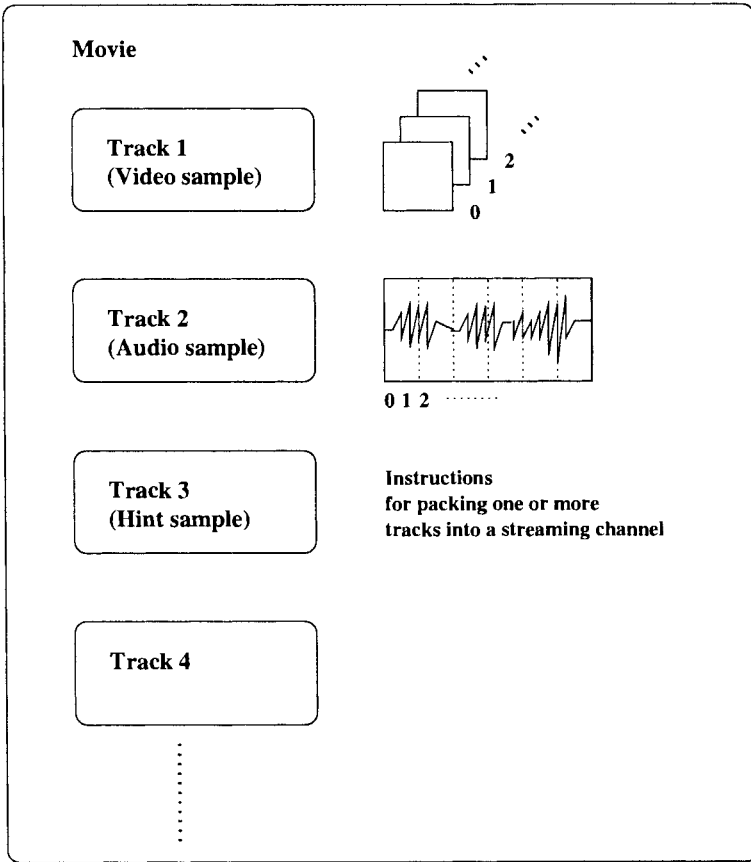 Movie
Track 1
(Video sample)
2
1
0
Track 2
(Audio sample)
0 1 2 ........
Track 3
(Hint sample)
Instructions
for packing one or more
tracks into a streaming channel
Track 4